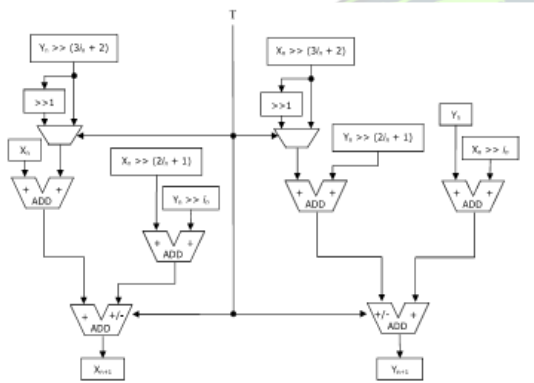 T
Yₙ >> (3iₙ + 2)
Xₙ >> (3iₙ + 2)
>>1
>>1
Yₙ
Xₙ
Xₙ >> (2iₙ + 1)
Yₙ >> (2iₙ + 1)
Xₙ >> iₙ
Yₙ >> iₙ
+ +
ADD
+ +
ADD
+ +
ADD
+ +
ADD
+ +/-
ADD
+/- +
ADD
Xₙ₊₁
Yₙ₊₁